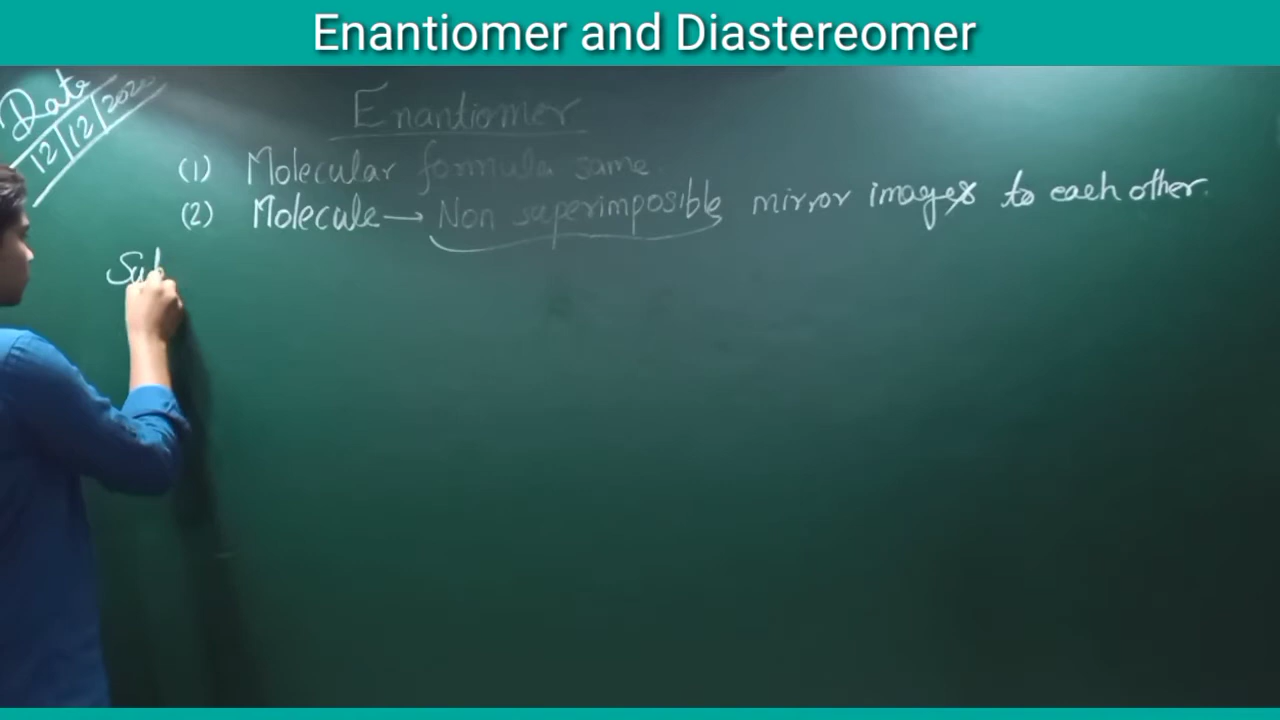 Enantiomer and Diastereomer
Date
12/12/2020
Enantiomer
(1) Molecular formula same
(2) Molecule → Non superimposible mirror images to each other.